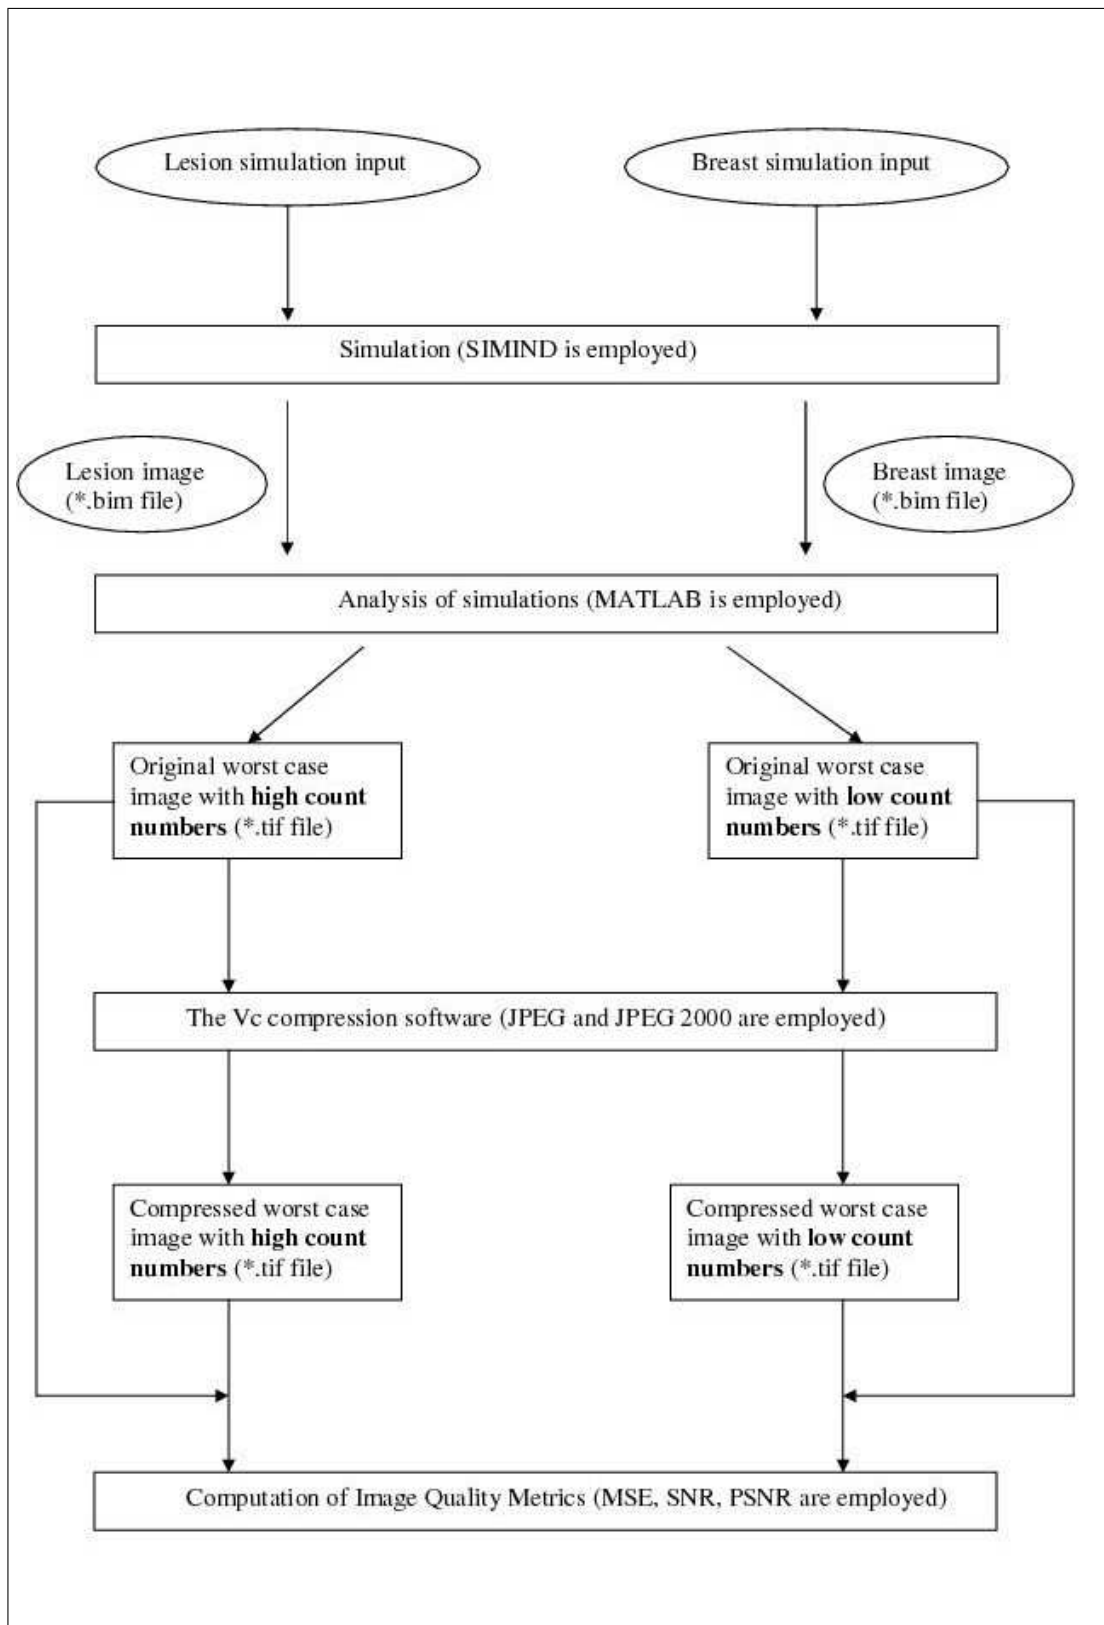 Lesion simulation input
Breast simulation input
Simulation (SIMIND is employed)
Lesion image
(*.bim file)
Breast image
(*.bim file)
Analysis of simulations (MATLAB is employed)
Original worst case
image with high count
numbers (*.tif file)
Original worst case
image with low count
numbers (*.tif file)
The Vc compression software (JPEG and JPEG 2000 are employed)
Compressed worst case
image with high count
numbers (*.tif file)
Compressed worst case
image with low count
numbers (*.tif file)
Computation of Image Quality Metrics (MSE, SNR, PSNR are employed)